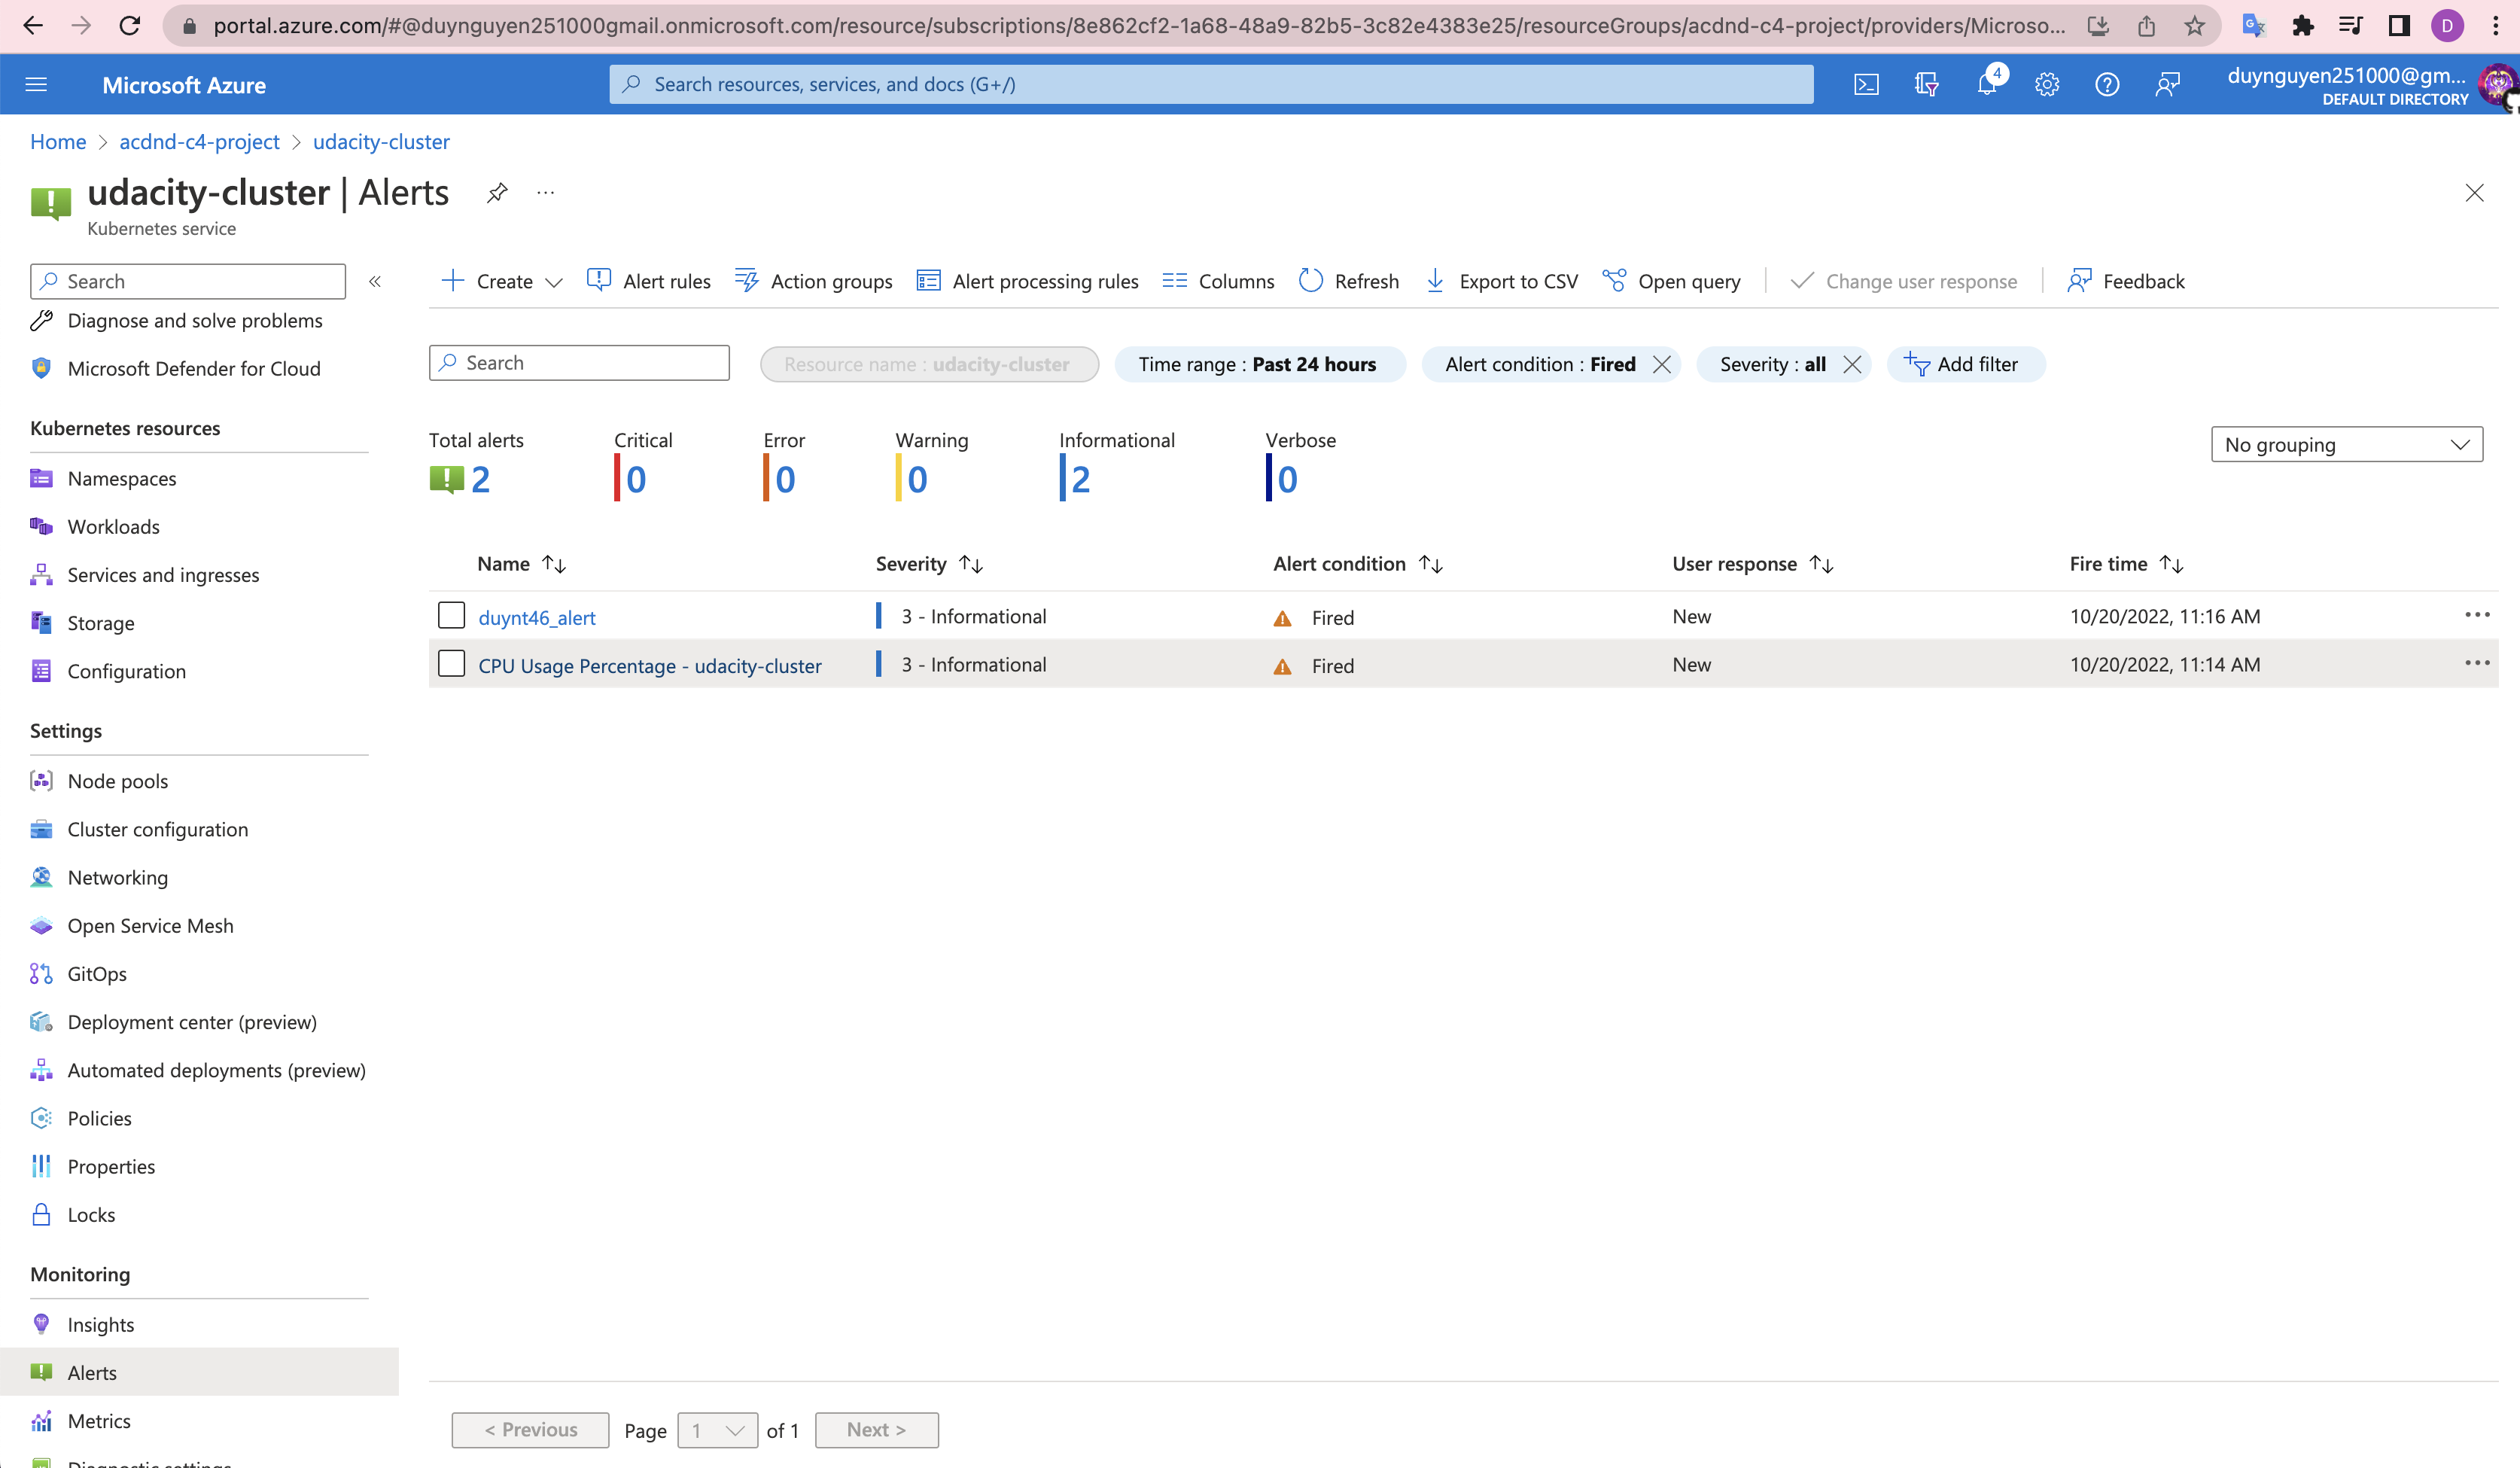 portal.azure.com/#@duynguyen251000gmail.onmicrosoft.com/resource/subscriptions/8e862cf2-1a68-48a9-82b5-3c82e4383e25/resourceGroups/acdnd-c4-project/providers/Microso...
D
Microsoft Azure
Search resources, services, and docs (G+/)
4
duynguyen251000@gm...
DEFAULT DIRECTORY
Home > acdnd-c4-project > udacity-cluster
udacity-cluster | Alerts
Kubernetes service
Search
Diagnose and solve problems
Microsoft Defender for Cloud
Kubernetes resources
Namespaces
Workloads
Services and ingresses
Storage
Configuration
Settings
Node pools
Cluster configuration
Networking
Open Service Mesh
GitOps
Deployment center (preview)
Automated deployments (preview)
Policies
Properties
Locks
Monitoring
Insights
Alerts
Metrics
Diagnostic settings
Create Alert rules Action groups Alert processing rules Columns Refresh Export to CSV Open query Change user response Feedback
Search Resource name : udacity-cluster Time range : Past 24 hours Alert condition : Fired Severity : all Add filter
Total alerts Critical Error Warning Informational Verbose
2 0 0 0 2 0
No grouping
Name Severity Alert condition User response Fire time
duynt46_alert 3 - Informational Fired New 10/20/2022, 11:16 AM
CPU Usage Percentage - udacity-cluster 3 - Informational Fired New 10/20/2022, 11:14 AM
< Previous Page 1 of 1 Next >